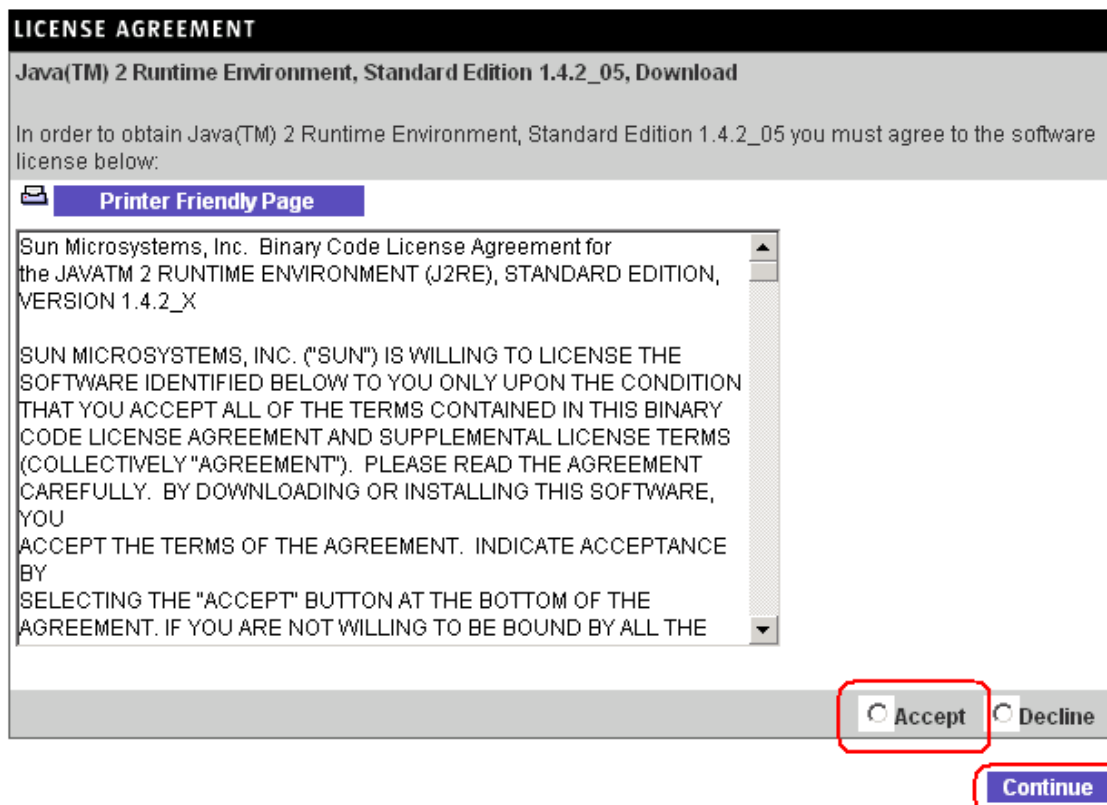 LICENSE AGREEMENT
Java(TM) 2 Runtime Environment, Standard Edition 1.4.2_05, Download
In order to obtain Java(TM) 2 Runtime Environment, Standard Edition 1.4.2_05 you must agree to the software
license below:
Printer Friendly Page
Sun Microsystems, Inc.  Binary Code License Agreement for
the JAVATM 2 RUNTIME ENVIRONMENT (J2RE), STANDARD EDITION,
VERSION 1.4.2_X
SUN MICROSYSTEMS, INC. ("SUN") IS WILLING TO LICENSE THE
SOFTWARE IDENTIFIED BELOW TO YOU ONLY UPON THE CONDITION
THAT YOU ACCEPT ALL OF THE TERMS CONTAINED IN THIS BINARY
CODE LICENSE AGREEMENT AND SUPPLEMENTAL LICENSE TERMS
(COLLECTIVELY "AGREEMENT").  PLEASE READ THE AGREEMENT
CAREFULLY.  BY DOWNLOADING OR INSTALLING THIS SOFTWARE,
YOU
ACCEPT THE TERMS OF THE AGREEMENT.  INDICATE ACCEPTANCE
BY
SELECTING THE "ACCEPT" BUTTON AT THE BOTTOM OF THE
AGREEMENT. IF YOU ARE NOT WILLING TO BE BOUND BY ALL THE
Accept Decline
Continue